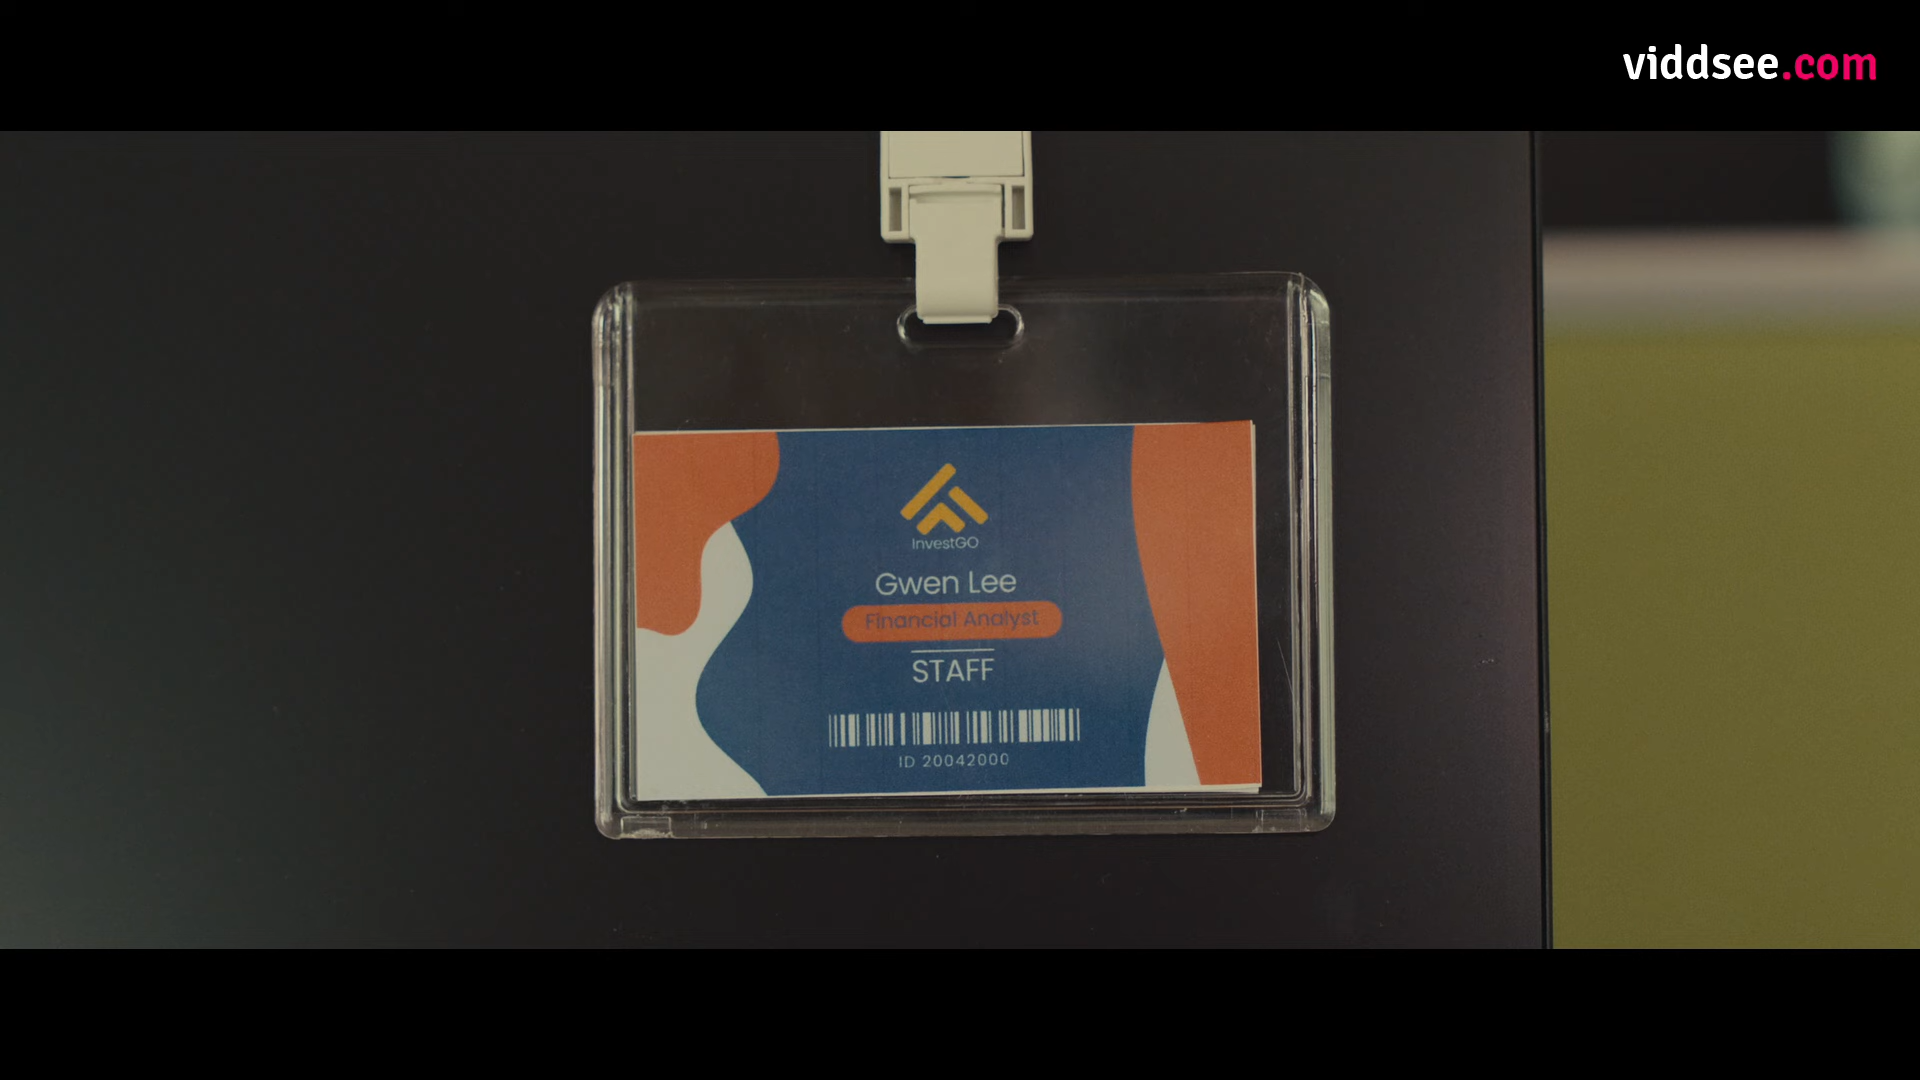 viddsee.com
InvestGO
Gwen Lee
Financial Analyst
STAFF
ID 20042000